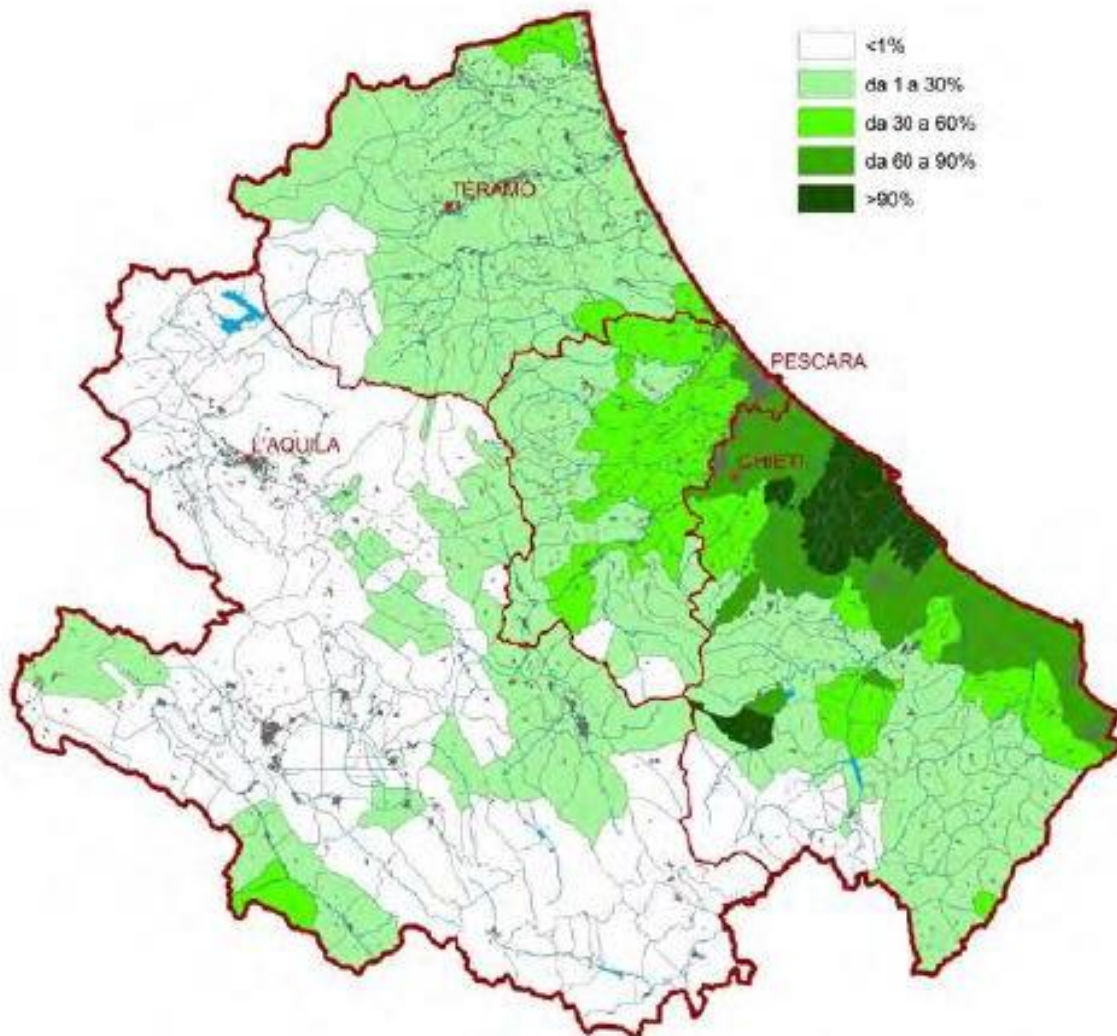 <1%
da 1 a 30%
da 30 a 60%
da 60 a 90%
>90%
TERAMO
PESCARA
L'AQUILA
CHIETI